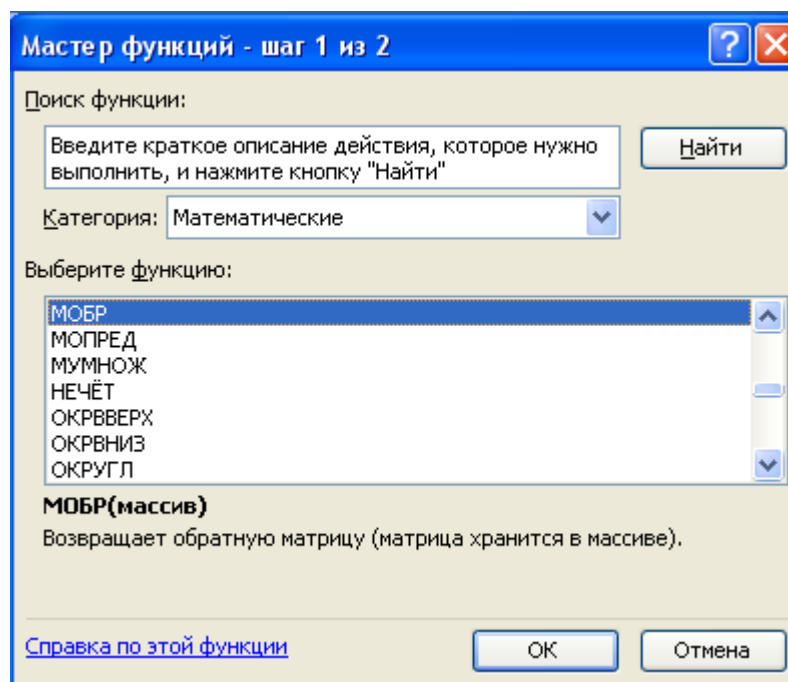 Мастер функций - шаг 1 из 2
Поиск функции:
Введите краткое описание действия, которое нужно
выполнить, и нажмите кнопку "Найти"
Найти
Категория: Математические
Выберите функцию:
МОБР
МОПРЕД
МУМНОЖ
НЕЧЁТ
ОКРВВЕРХ
ОКРВНИЗ
ОКРУГЛ
МОБР(массив)
Возвращает обратную матрицу (матрица хранится в массиве).
Справка по этой функции
ОК
Отмена